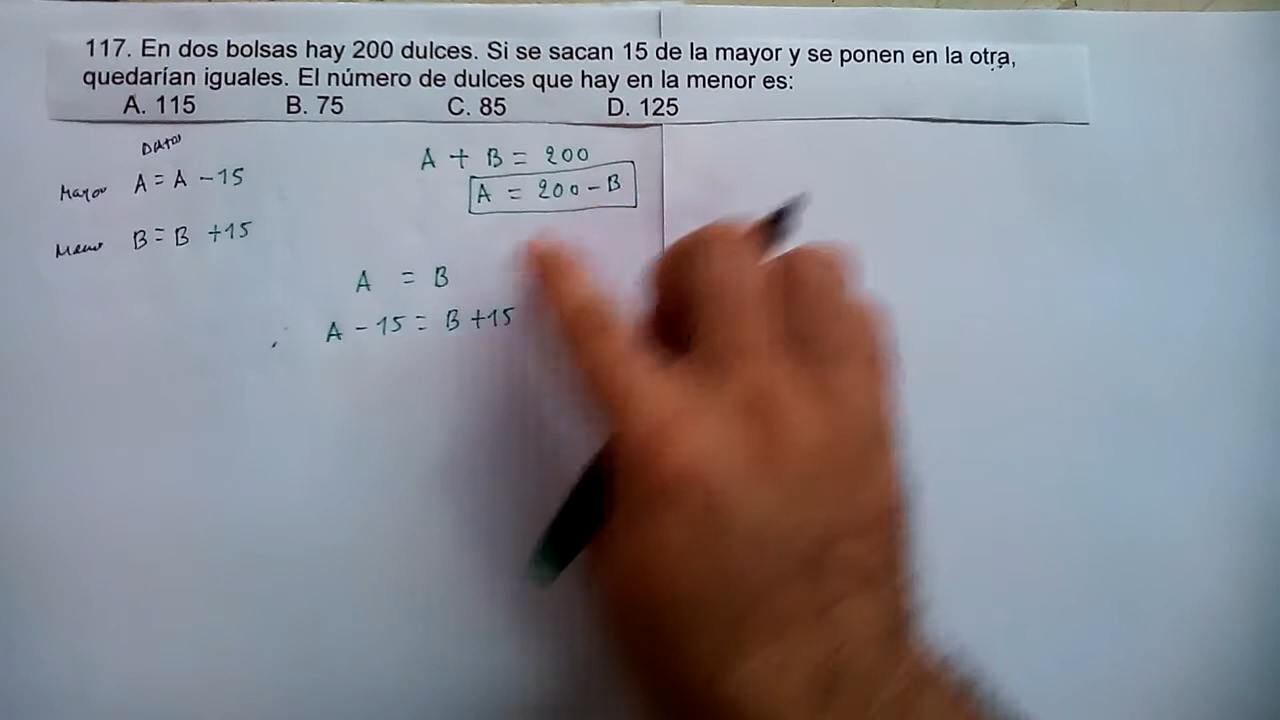 117. En dos bolsas hay 200 dulces. Si se sacan 15 de la mayor y se ponen en la otra,
quedarían iguales. El número de dulces que hay en la menor es:
A. 115 B. 75 C. 85 D. 125
Datos
Mayor A = A - 15
B = B + 15
A + B = 200
A = 200 - B
A = B
A - 15 = B + 15